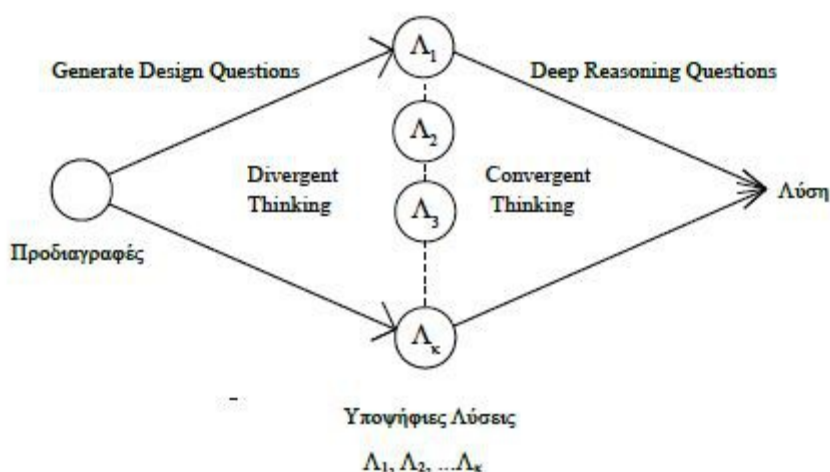 Generate Design Questions
Deep Reasoning Questions
Λ₁
Λ₂
Λ₃
Λκ
Divergent
Thinking
Convergent
Thinking
Προδιαγραφές
Λύση
Υποψήφιες Λύσεις
Λ₁, Λ₂, ...Λκ